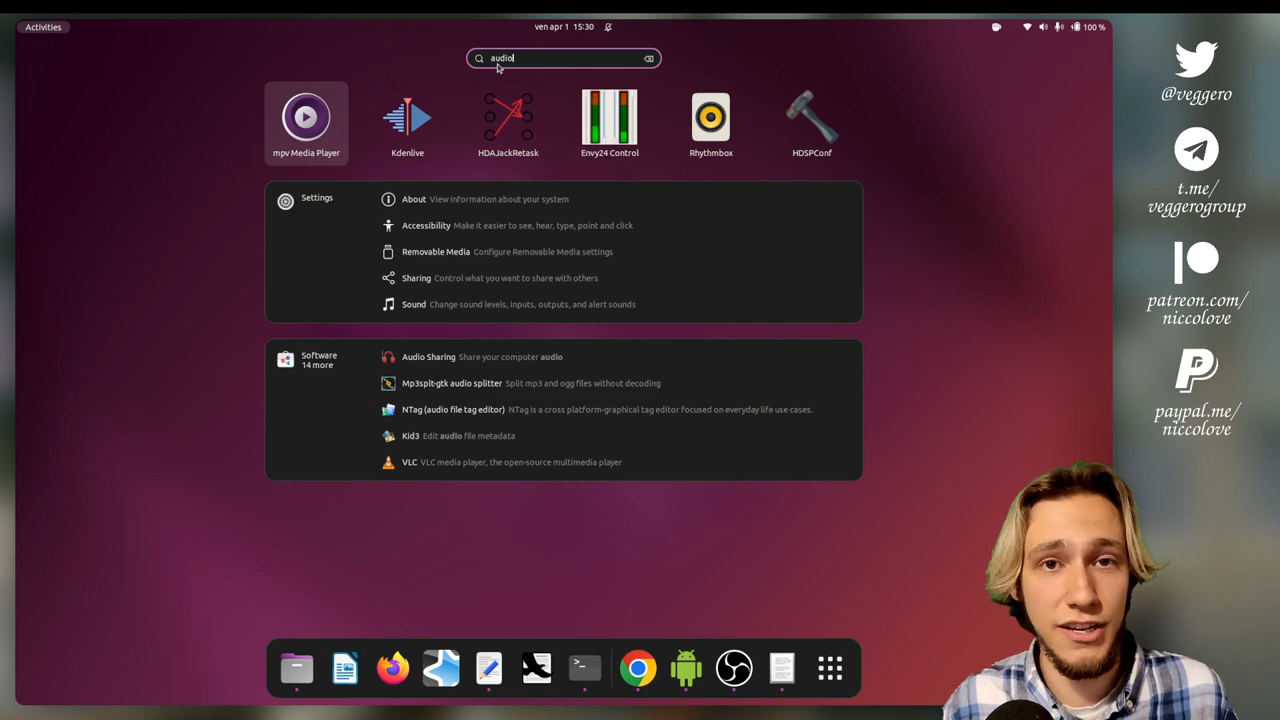 Activities
ven apr 1 15:30
100 %
audio
mpv Media Player
Kdenlive
HDAJackRetask
Envy24 Control
Rhythmbox
HDSPConf
Settings
About View information about your system
Accessibility Make it easier to see, hear, type, point and click
Removable Media Configure Removable Media settings
Sharing Control what you want to share with others
Sound Change sound levels, inputs, outputs, and alert sounds
Software
14 more
Audio Sharing Share your computer audio
Mp3splt-gtk audio splitter Split mp3 and ogg files without decoding
NTag (audio file tag editor) NTag is a cross platform-graphical tag editor focused on everyday life use cases.
Kid3 Edit audio file metadata
VLC VLC media player, the open-source multimedia player
@veggero
t.me/
veggerogroup
patreon.com/
niccolove
paypal.me/
niccolove